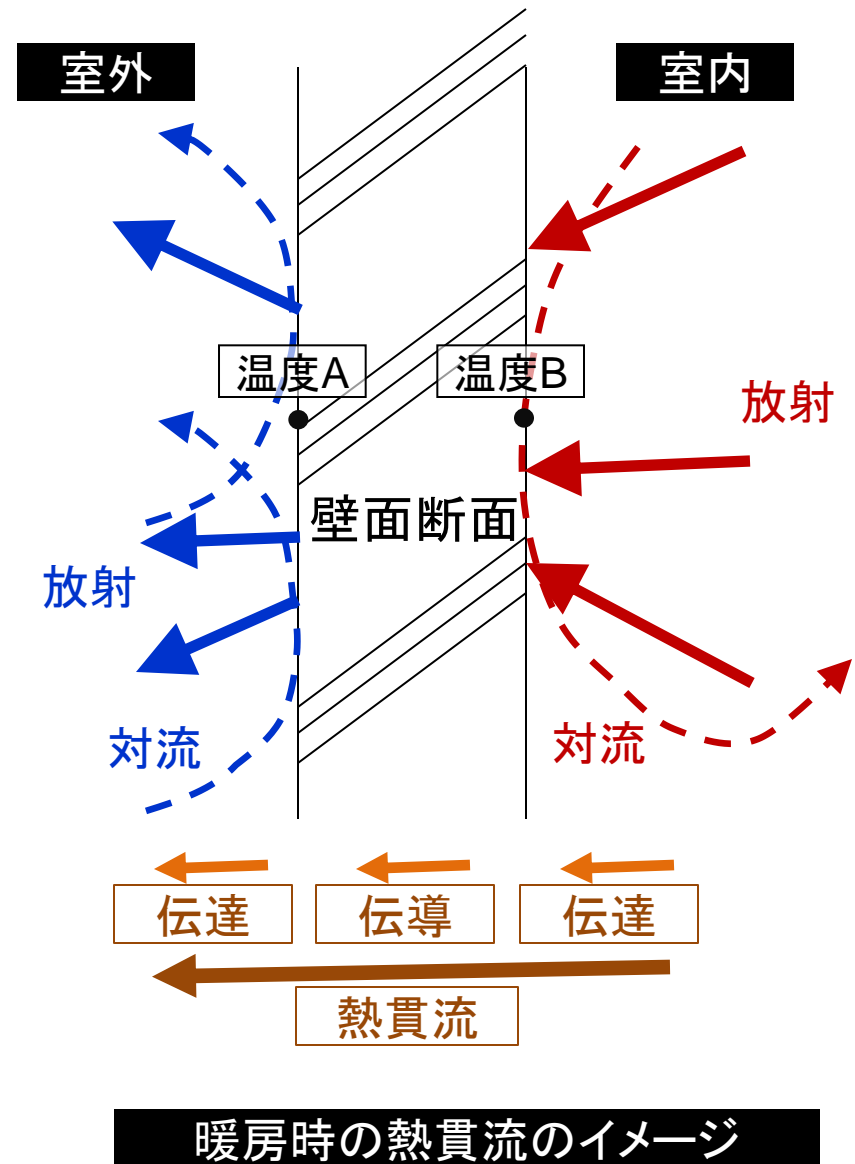 室外
室内
温度A
温度B
放射
壁面断面
放射
対流
対流
伝達
伝導
伝達
熱貫流
暖房時の熱貫流のイメージ